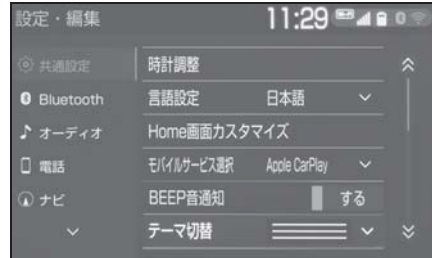 設定・編集 11:29
共通設定
Bluetooth
オーディオ
電話
ナビ
時計調整
言語設定 日本語
Home画面カスタマイズ
モバイルサービス選択 Apple CarPlay
BEEP音通知 する
テーマ切替